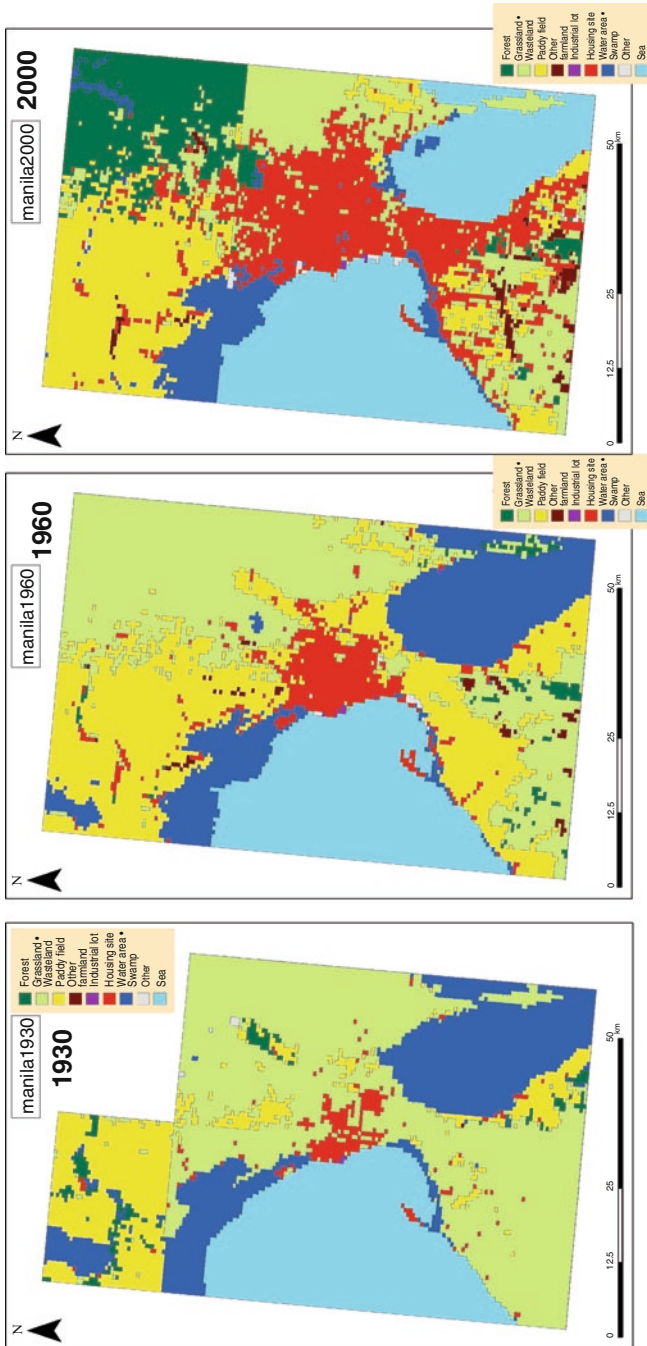 manila1930
1930
N
Forest
Grassland•
Wasteland
Paddy field
Other
farmland
Industrial lot
Housing site
Water area•
Swamp
Other
Sea
0
12.5
25
50
km
manila1960
1960
N
Forest
Grassland•
Wasteland
Paddy field
Other
farmland
Industrial lot
Housing site
Water area•
Swamp
Other
Sea
0
12.5
25
50
km
manila2000
2000
N
Forest
Grassland•
Wasteland
Paddy field
Other
farmland
Industrial lot
Housing site
Water area•
Swamp
Other
Sea
0
12.5
25
50
km